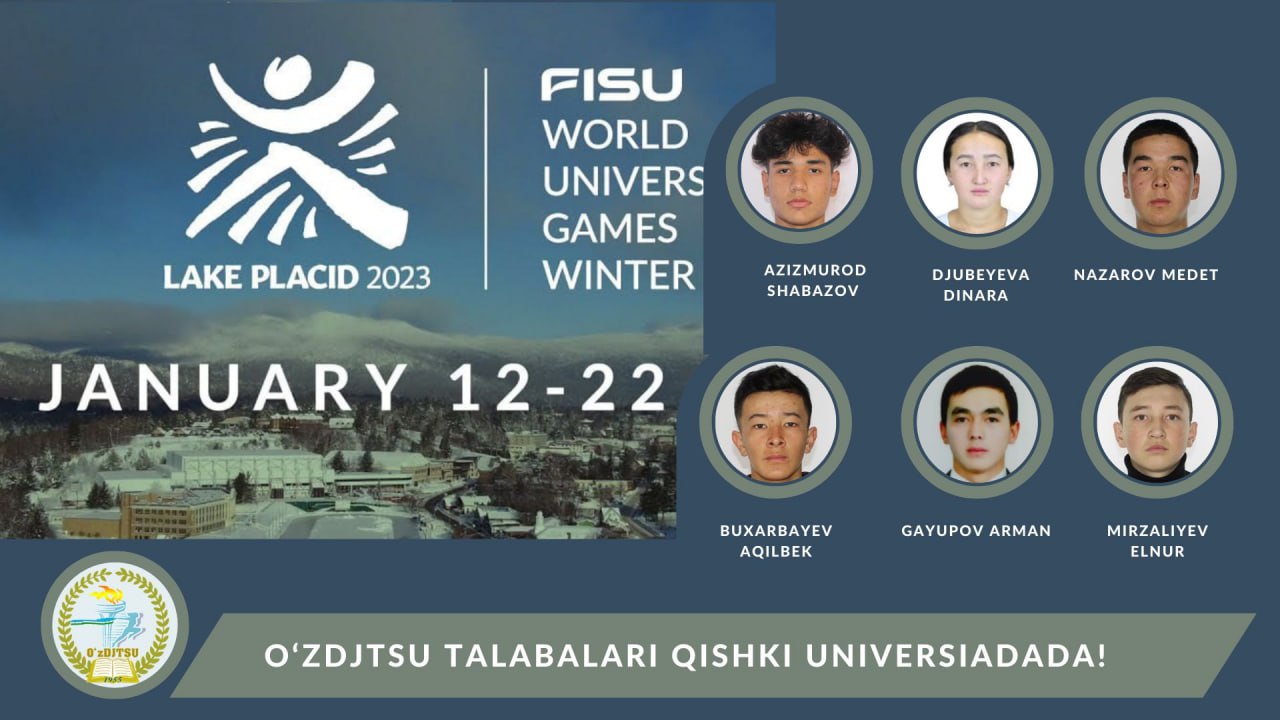 LAKE PLACID 2023
FISU
WORLD
UNIVERS
GAMES
WINTER
JANUARY 12-22
AZIZMUROD
SHABAZOV
DJUBEYEVA
DINARA
NAZAROV MEDET
BUXARBAYEV
AQILBEK
GAYUPOV ARMAN
MIRZALIYEV
ELNUR
O'zDJTSU
1955
O‘ZDJTSU TALABALARI QISHKI UNIVERSIADADA!